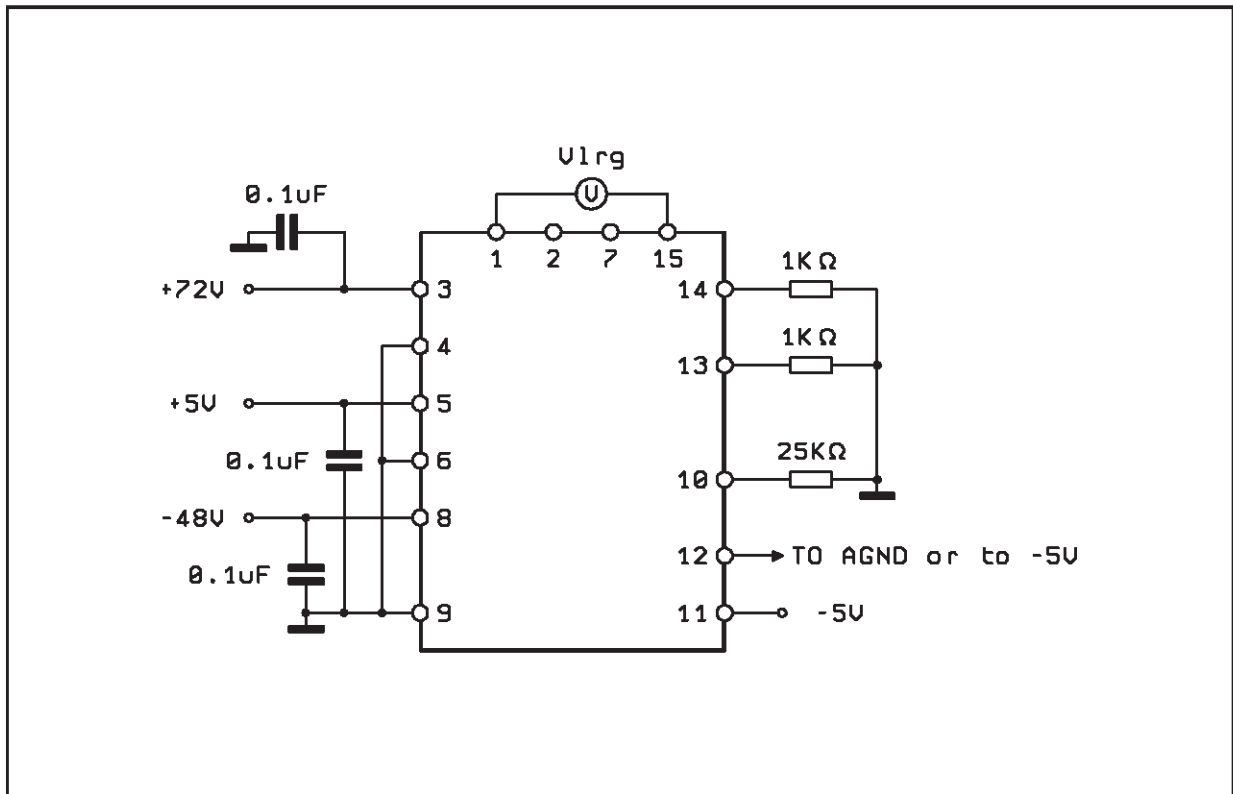 Vlrg
0.1uF
V
1 2 7 15
+72V 3
14 1KΩ
4
13 1KΩ
+5V 5
0.1uF 6
10 25KΩ
-48V 8
12 TO AGND or to -5V
0.1uF
9
11 -5V